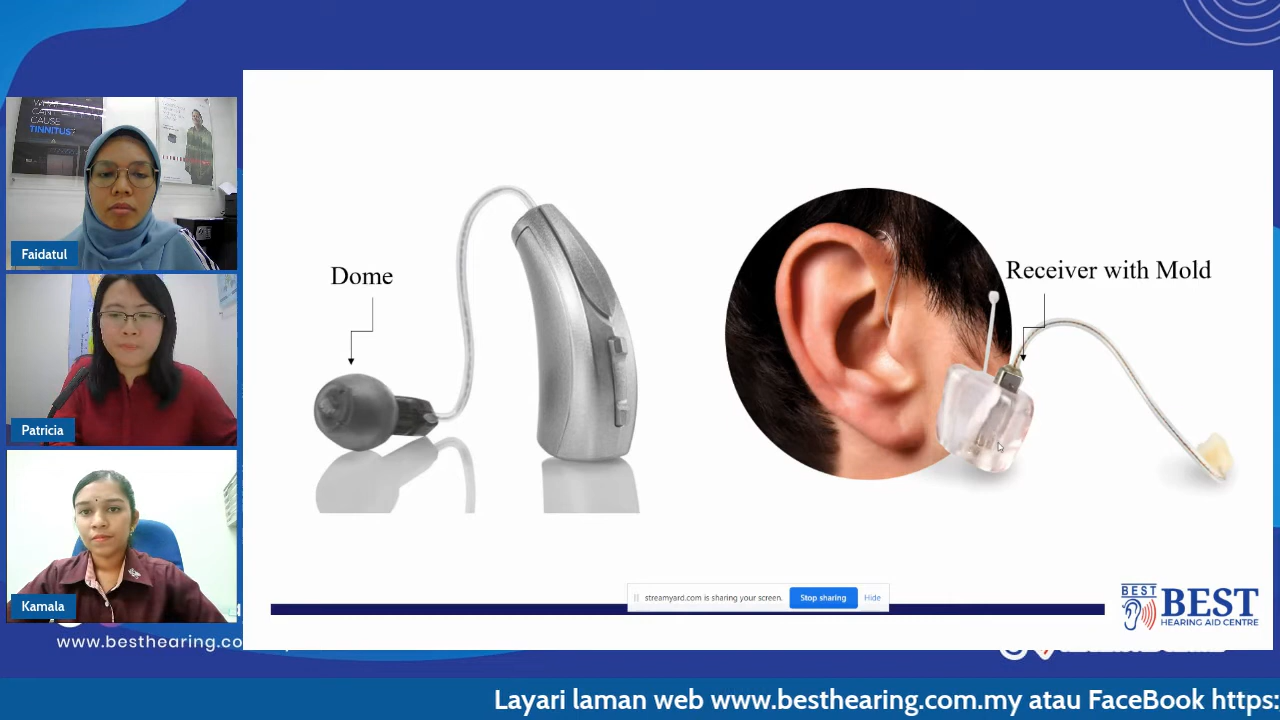 WHAT
CAN'T
CAUSE
TINNITUS
Faidatul
Patricia
Kamala
Dome
Receiver with Mold
streamyard.com is sharing your screen.
Stop sharing
Hide
BEST
BEST
HEARING AID CENTRE
www.besthearing.co
Layari laman web www.besthearing.com.my atau FaceBook https: